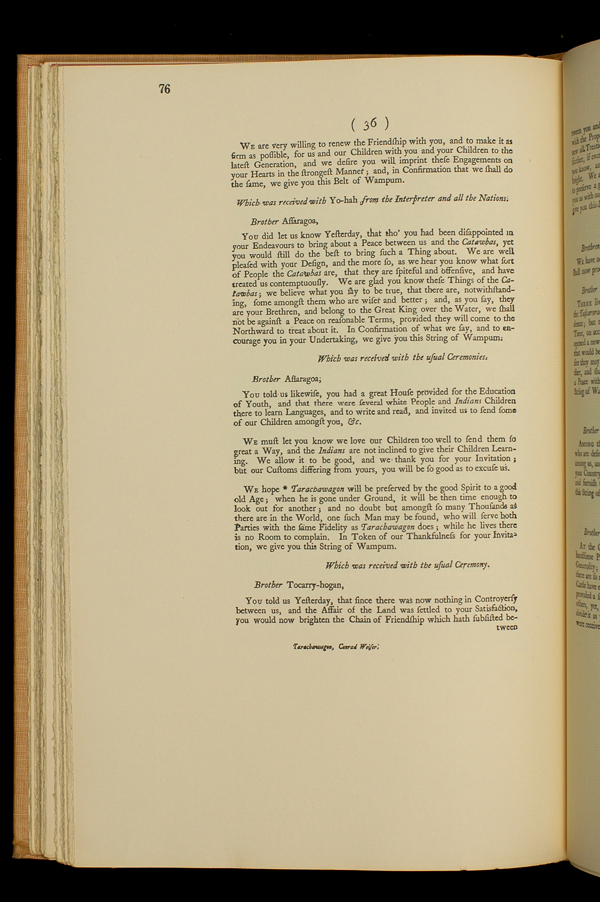 76
( 36 )
WE are very willing to renew the Friendſhip with you, and to make it as
firm as poſſible, for us and our Children with you and your Children to the
lateſt Generation, and we deſire you will imprint theſe Engagements on
your Hearts in the ſtrongeſt Manner; and, in Confirmation that we ſhall do
the ſame, we give you this Belt of Wampum.
Which was received with Yo-hah from the Interpreter and all the Nations.
Brother Aſſaragoa,
YOU did let us know Yeſterday, that tho' you had been diſappointed in
your Endeavours to bring about a Peace between us and the Catawbas, yet
you would ſtill do the beſt to bring ſuch a Thing about. We are well
pleaſed with your Deſign, and the more ſo, as we hear you know what ſort
of People the Catawbas are, that they are ſpiteful and offenſive, and have
treated us contemptuouſly. We are glad you know theſe Things of the Ca-
tawbas; we believe what you ſay to be true, that there are, notwithſtand-
ing, ſome amongſt them who are wiſer and better; and, as you ſay, they
are your Brethren, and belong to the Great King over the Water, we ſhall
not be againſt a Peace on reaſonable Terms, provided they will come to the
Northward to treat about it. In Confirmation of what we ſay, and to en-
courage you in your Undertaking, we give you this String of Wampum.
Which was received with the uſual Ceremonies.
Brother Aſſaragoa;
YOU told us likewiſe, you had a great Houſe provided for the Education
of Youth, and that there were ſeveral white People and Indians Children
there to learn Languages, and to write and read, and invited us to ſend ſome
of our Children amongſt you, &c.
WE muſt let you know we love our Children too well to ſend them ſo
great a Way, and the Indians are not inclined to give their Children Learn-
ing. We allow it to be good, and we thank you for your Invitation;
but our Cuſtoms differing from yours, you will be ſo good as to excuſe us.
WE hope * Tarachawagon will be preſerved by the good Spirit to a good
old Age; when he is gone under Ground, it will be then time enough to
look out for another; and no doubt but amongſt ſo many Thouſands as
there are in the World, one ſuch Man may be found, who will ſerve both
Parties with the ſame Fidelity as Tarachawagon does; while he lives there
is no Room to complain. In Token of our Thankfulneſs for your Invita-
tion, we give you this String of Wampum.
Which was received with the uſual Ceremony.
Brother Tocarry-hogan,
YOU told us Yeſterday, that ſince there was now nothing in Controverſy
between us, and the Affair of the Land was ſettled to your Satisfaction,
you would now brighten the Chain of Friendſhip which hath ſubſiſted be-
tween
Tarachawagon, Conrad Weiſer.